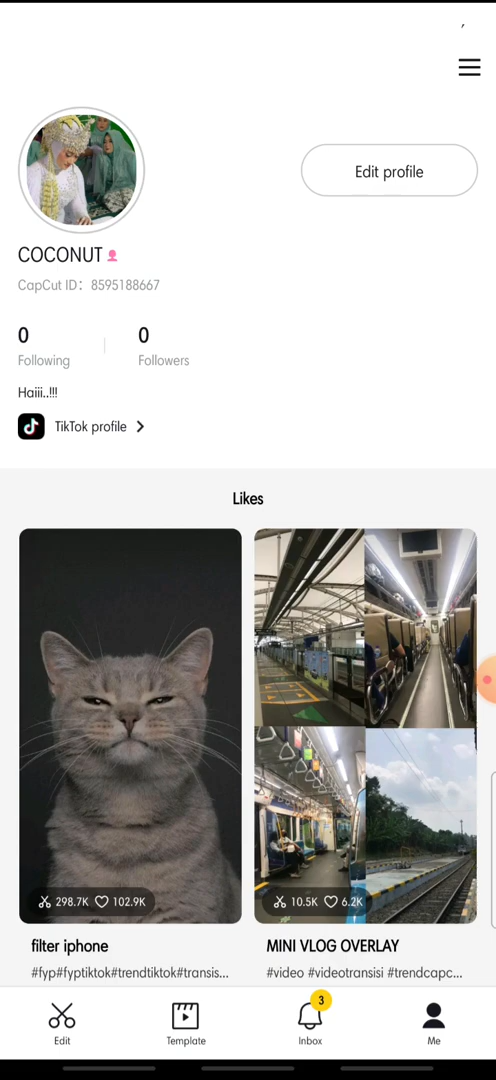 Edit profile
COCONUT
CapCut ID: 8595188667
0
Following
0
Followers
Haiii..!!!
TikTok profile
Likes
298.7K 102.9K
10.5K 6.2K
filter iphone
#fyp#fyptiktok#trendtiktok#transis...
MINI VLOG OVERLAY
#video #videotransisi #trendcapc...
3
Edit
Template
Inbox
Me